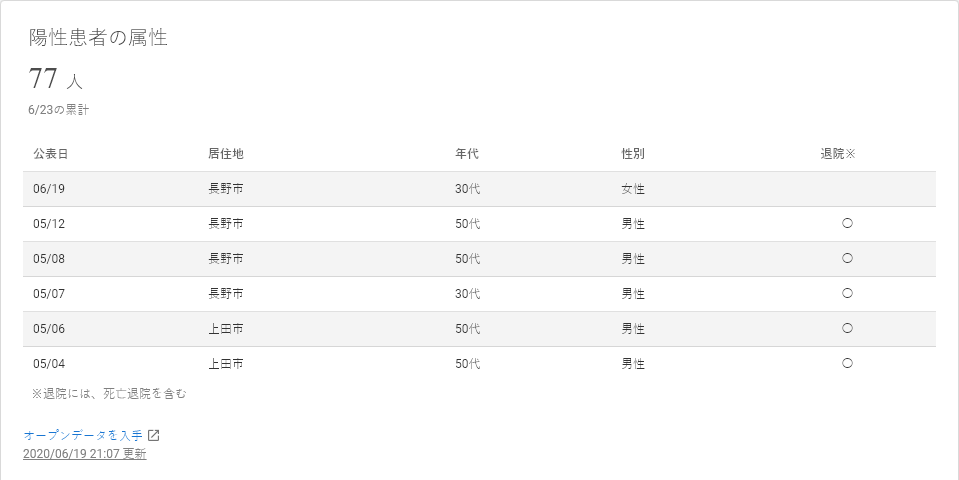 陽性患者の属性
77 人
6/23の累計
公表日 居住地 年代 性別 退院※
06/19 長野市 30代 女性
05/12 長野市 50代 男性 〇
05/08 長野市 50代 男性 〇
05/07 長野市 30代 男性 〇
05/06 上田市 50代 男性 〇
05/04 上田市 50代 男性 〇
※退院には、死亡退院を含む
オープンデータを入手
2020/06/19 21:07 更新